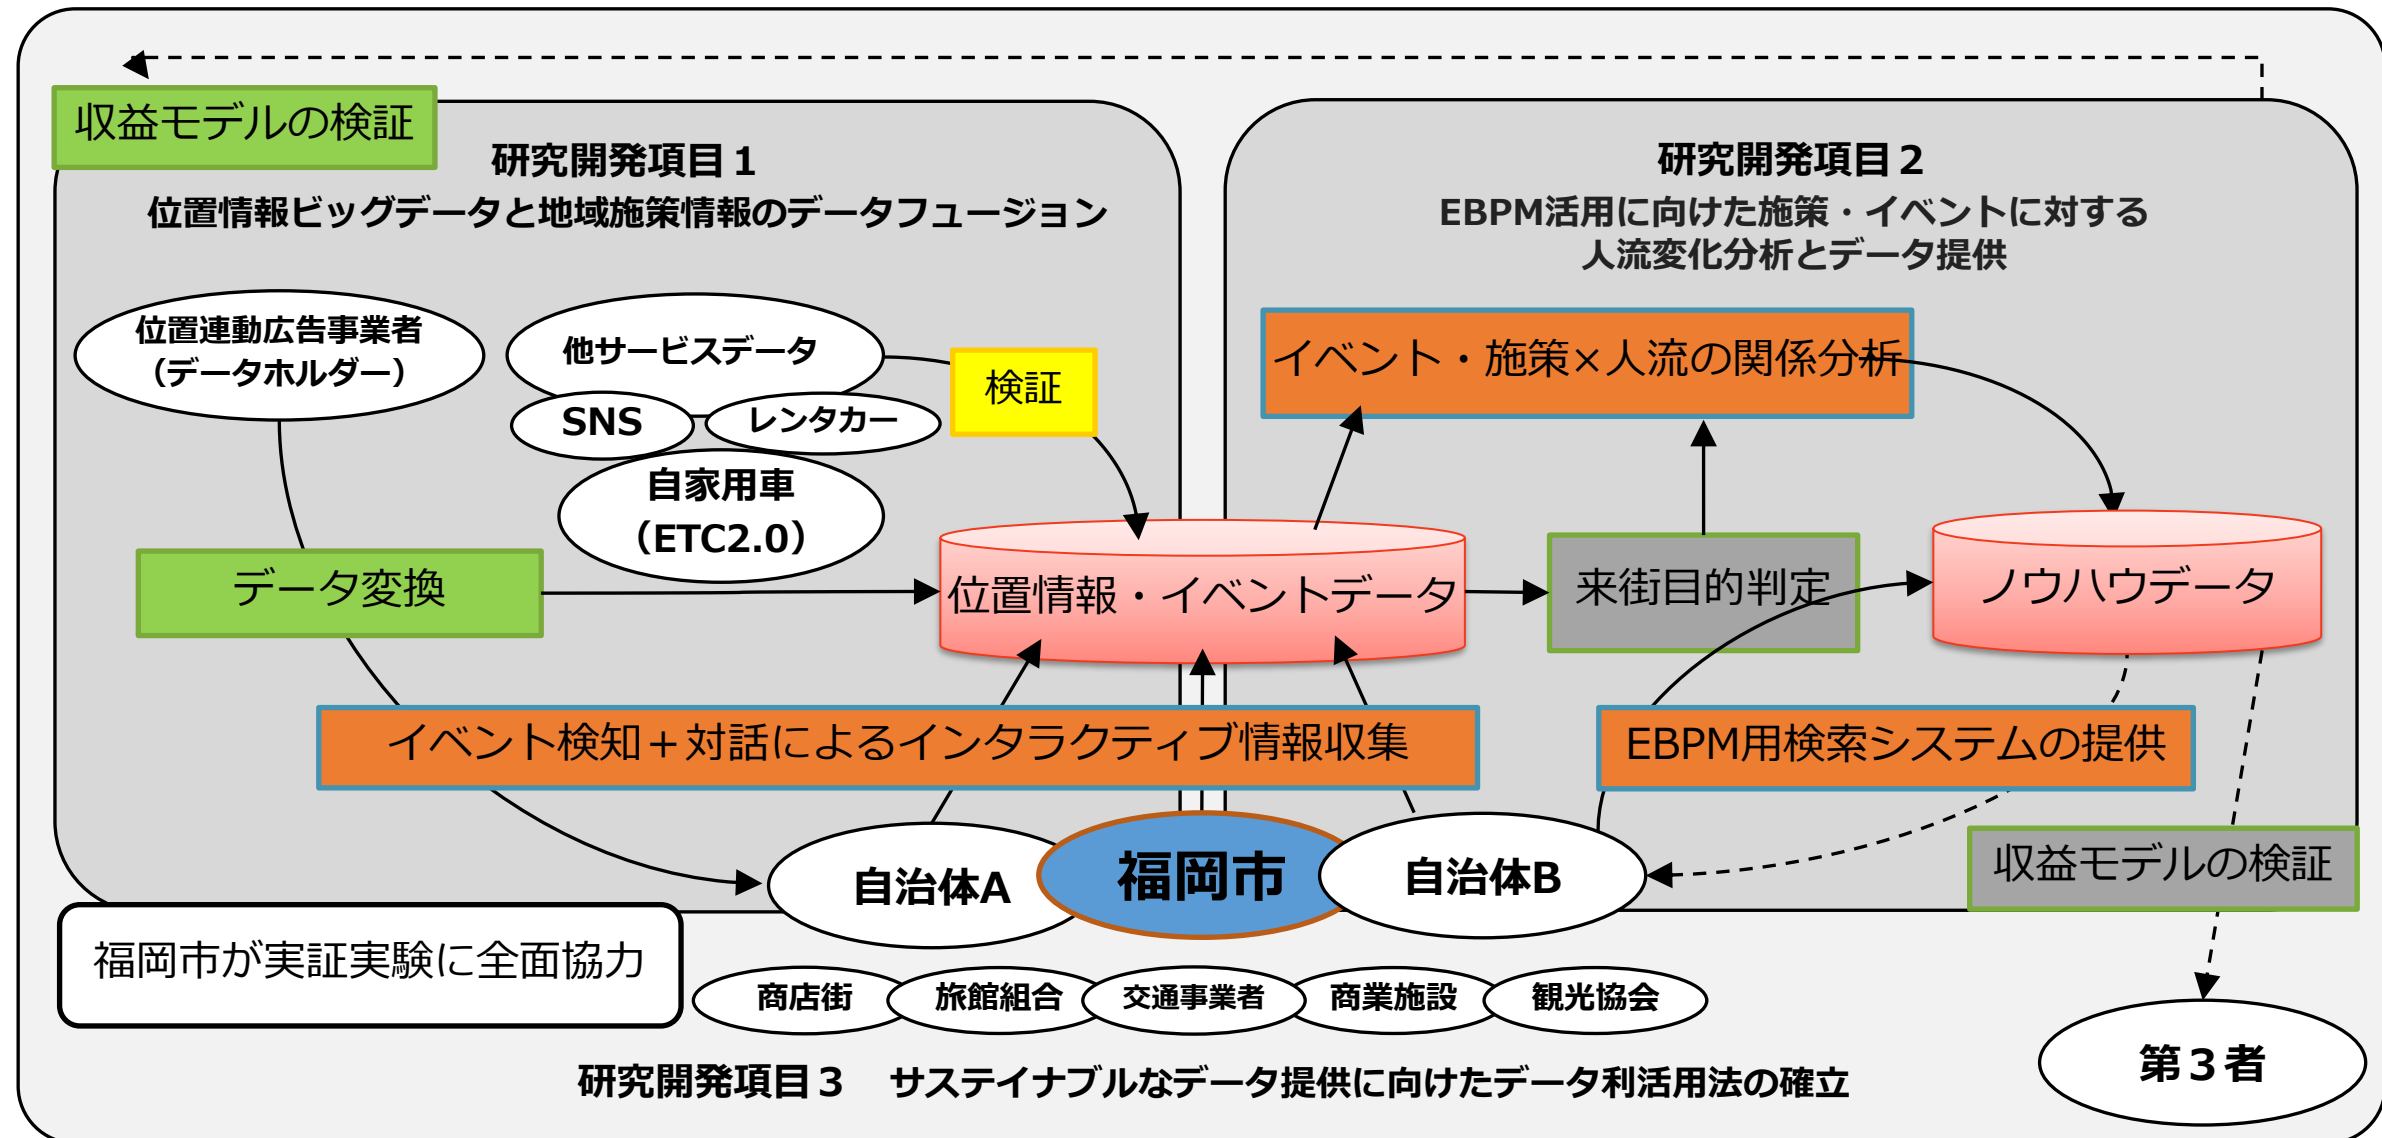 収益モデルの検証
研究開発項目１
位置情報ビッグデータと地域施策情報のデータフュージョン
位置連動広告事業者
（データホルダー）
他サービスデータ
SNS
レンタカー
自家用車
（ETC2.0）
検証
データ変換
位置情報・イベントデータ
研究開発項目２
EBPM活用に向けた施策・イベントに対する
人流変化分析とデータ提供
イベント・施策×人流の関係分析
来街目的判定
ノウハウデータ
イベント検知＋対話によるインタラクティブ情報収集
EBPM用検索システムの提供
収益モデルの検証
自治体A
福岡市
自治体B
福岡市が実証実験に全面協力
商店街
旅館組合
交通事業者
商業施設
観光協会
第３者
研究開発項目３　サステイナブルなデータ提供に向けたデータ利活用法の確立